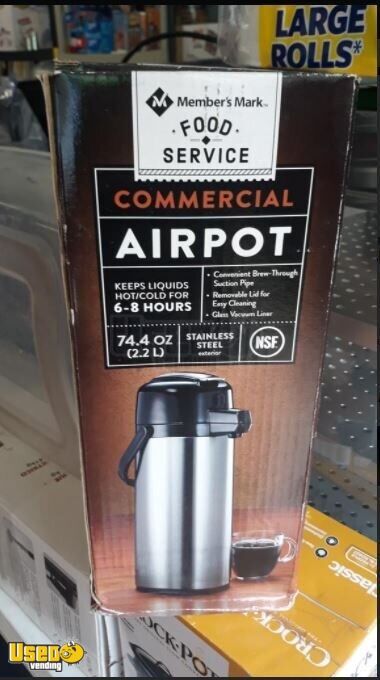 LARGE
ROLLS*
Member's Mark™
FOOD
SERVICE
COMMERCIAL
AIRPOT
KEEPS LIQUIDS
HOT/COLD FOR
6-8 HOURS
• Convenient Brew-Through
Suction Pipe
• Removable Lid for
Easy Cleaning
• Glass Vacuum Liner
74.4 OZ
(2.2 L)
STAINLESS
STEEL
exterior
NSF
Classic
CROCK
CROCK-POT
Used
vending